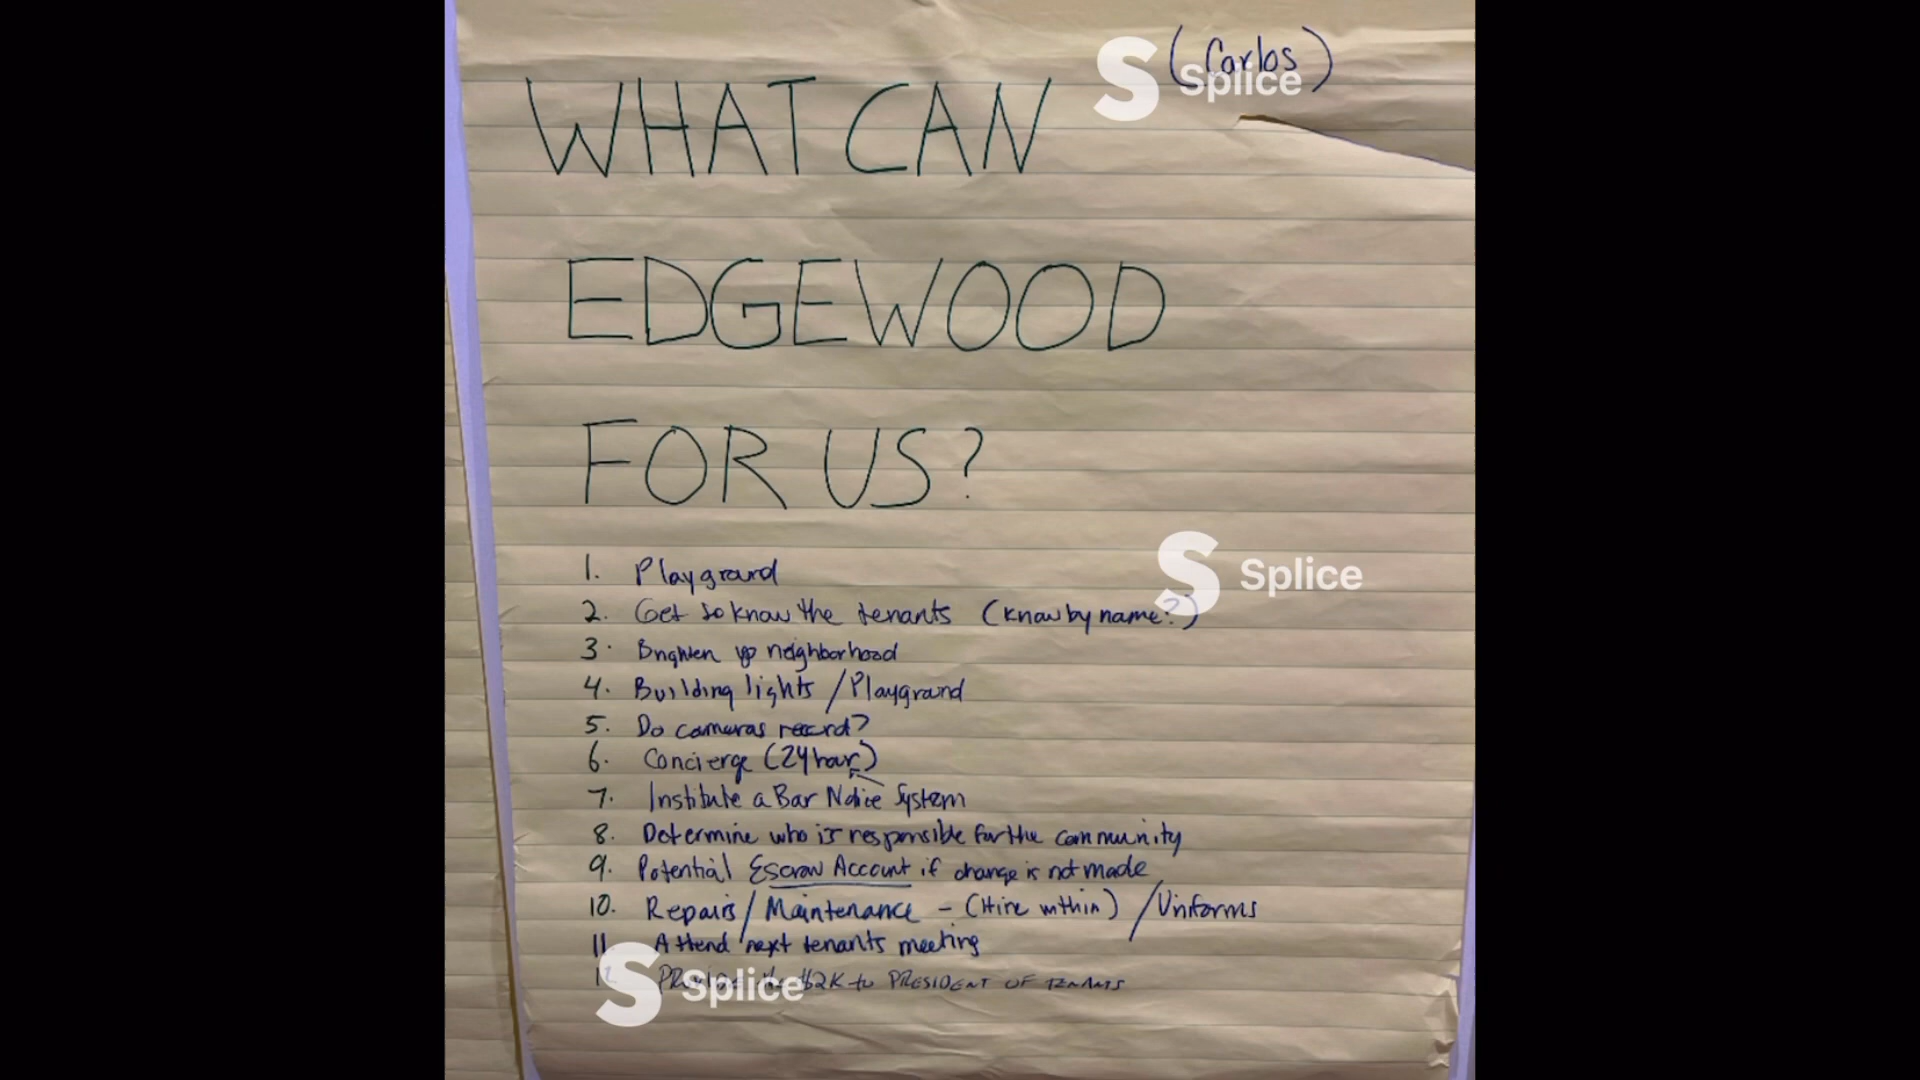 (Carlos)
Splice
WHAT CAN
EDGEWOOD
FOR US?
1. Playground
Splice
2. Get to know the tenants (know by name?)
3. Brighten up neighborhood
4. Building lights / Playground
5. Do cameras record?
6. Concierge (24 hour)
7. Institute a Bar Notice System
8. Determine who is responsible for the community
9. Potential Escrow Account if change is not made
10. Repairs / Maintenance - (Hire within) / Uniforms
11. Attend next tenants meeting
12. $2K to PRESIDENT OF TENANTS
Splice